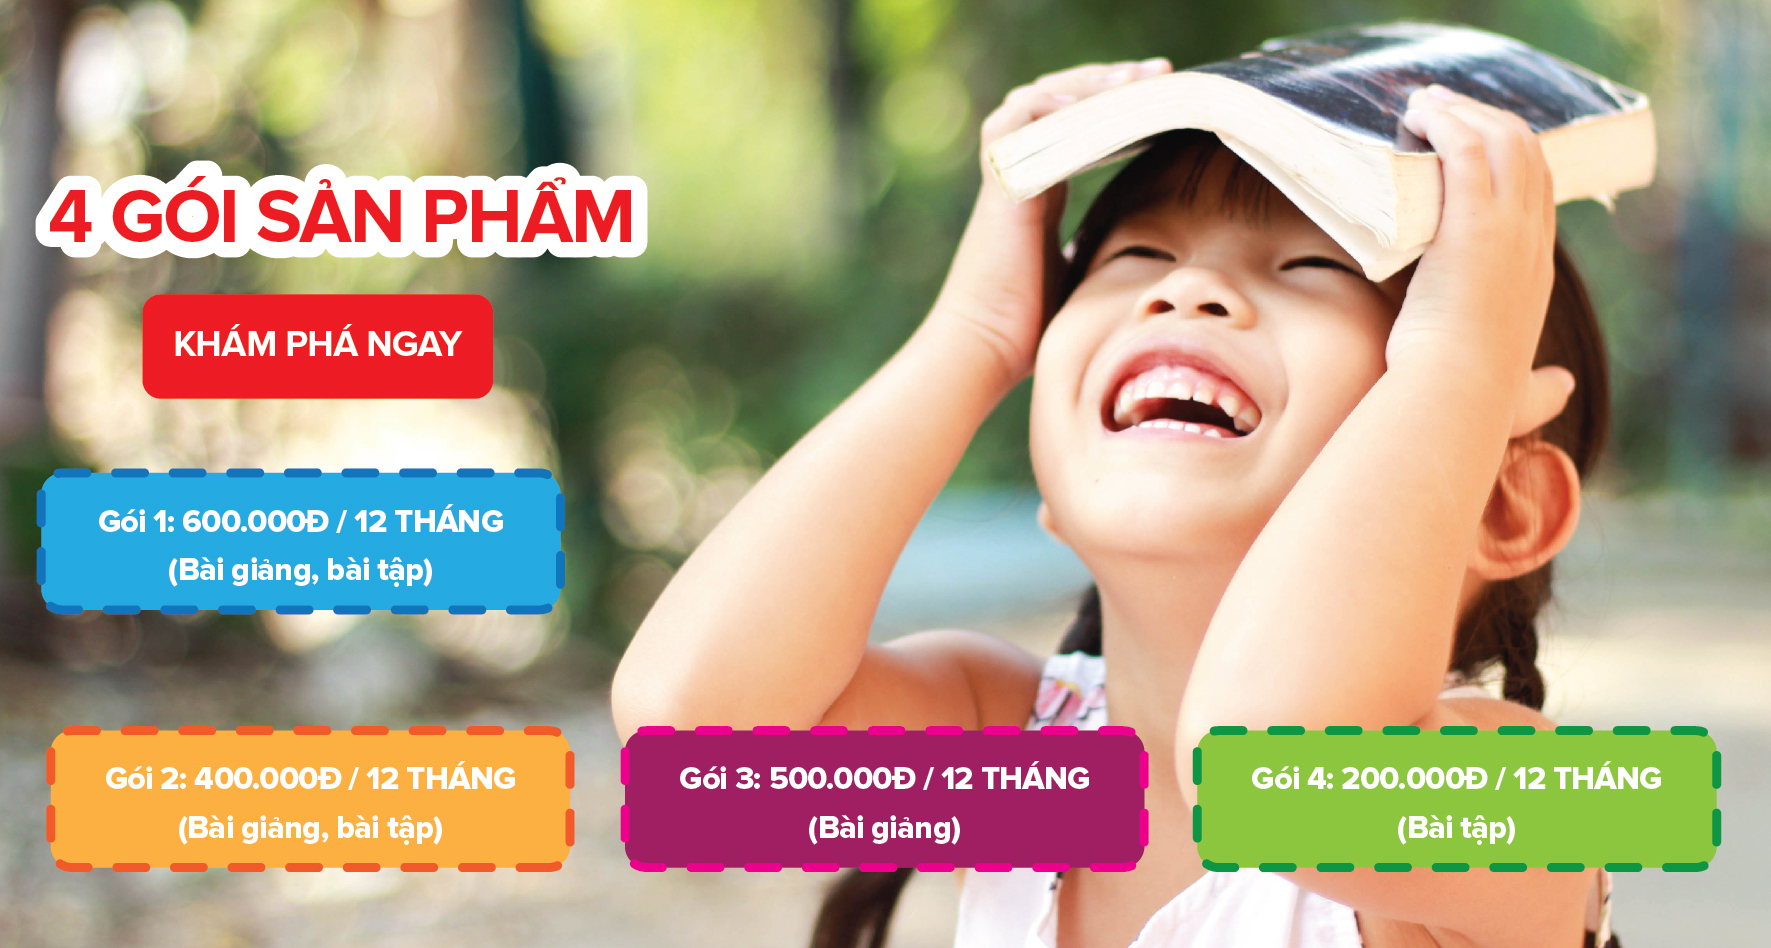 4 GÓI SẢN PHẨM
KHÁM PHÁ NGAY
Gói 1: 600.000Đ / 12 THÁNG
(Bài giảng, bài tập)
Gói 2: 400.000Đ / 12 THÁNG
(Bài giảng, bài tập)
Gói 3: 500.000Đ / 12 THÁNG
(Bài giảng)
Gói 4: 200.000Đ / 12 THÁNG
(Bài tập)